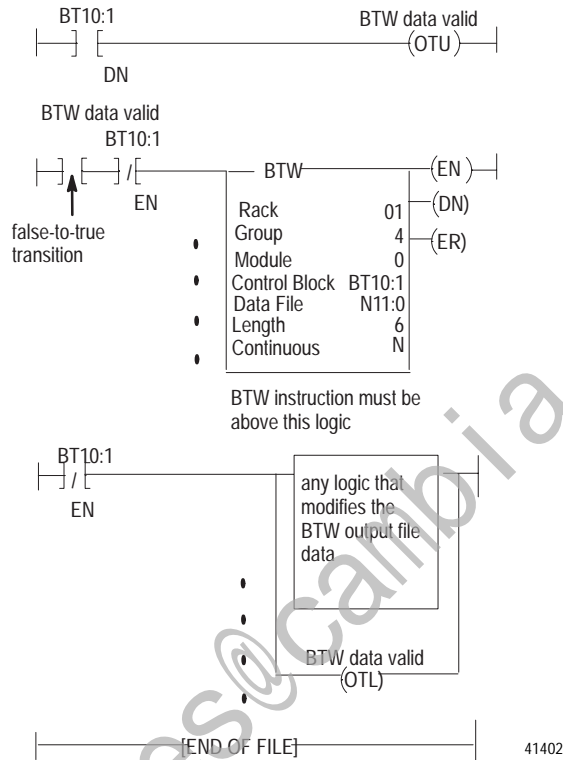 BT10:1
BTW data valid
] [
(OTU)
DN
BTW data valid
BT10:1
] [
] / [
EN
false-to-true
transition
BTW
(EN)
(DN)
(ER)
Rack 01
Group 4
Module 0
Control Block BT10:1
Data File N11:0
Length 6
Continuous N
BTW instruction must be
above this logic
BT10:1
] / [
EN
any logic that
modifies the
BTW output file
data
BTW data valid
(OTL)
[END OF FILE]
41402
es@cambia